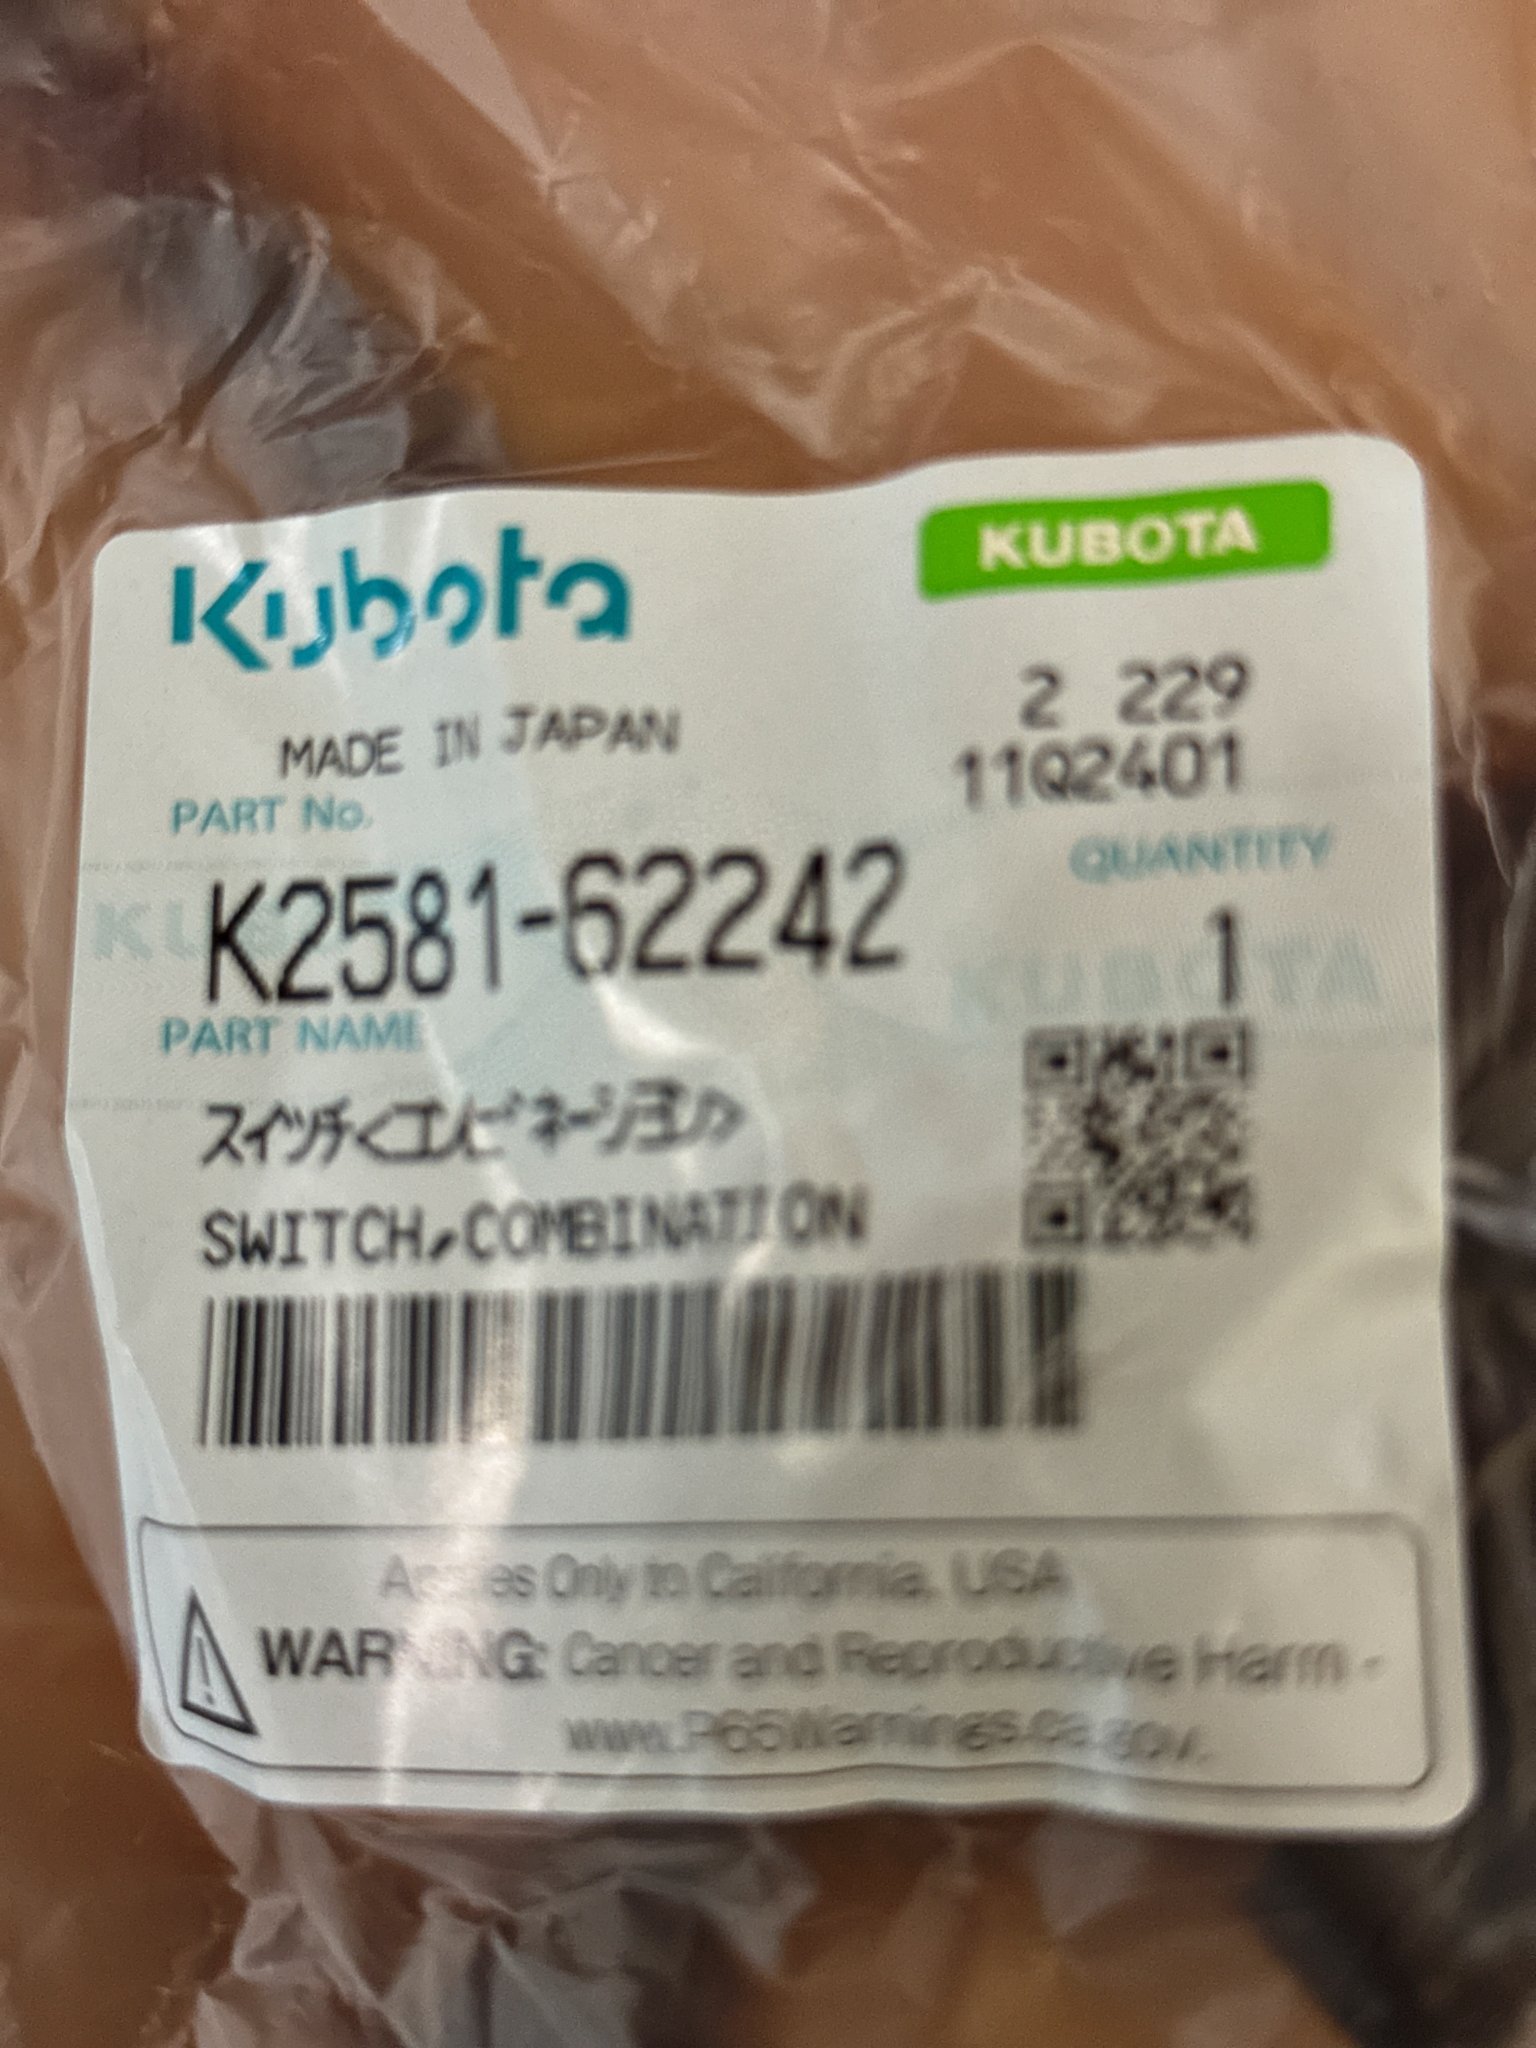 Kubota KUBOTA
2 229
MADE IN JAPAN 11Q2401
PART No. QUANTITY
K2581-62242 1
PART NAME
スイッチ<コンビネーション>
SWITCH,COMBINATION
Applies Only to California, USA
WARNING: Cancer and Reproductive Harm -
www.P65Warnings.ca.gov.